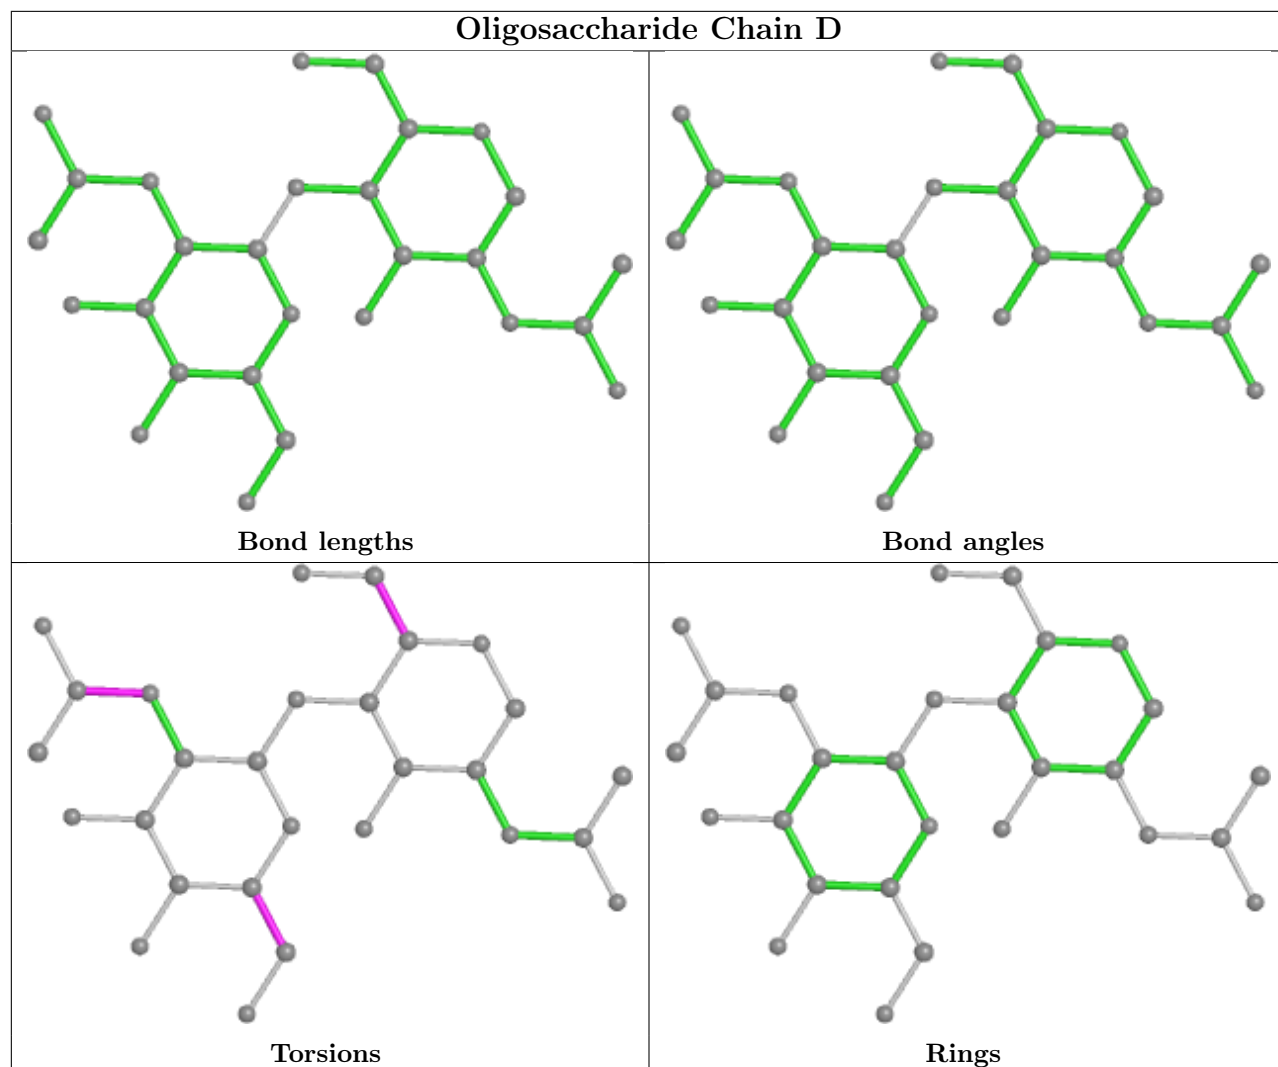 Oligosaccharide Chain D
Bond lengths
Bond angles
Torsions
Rings